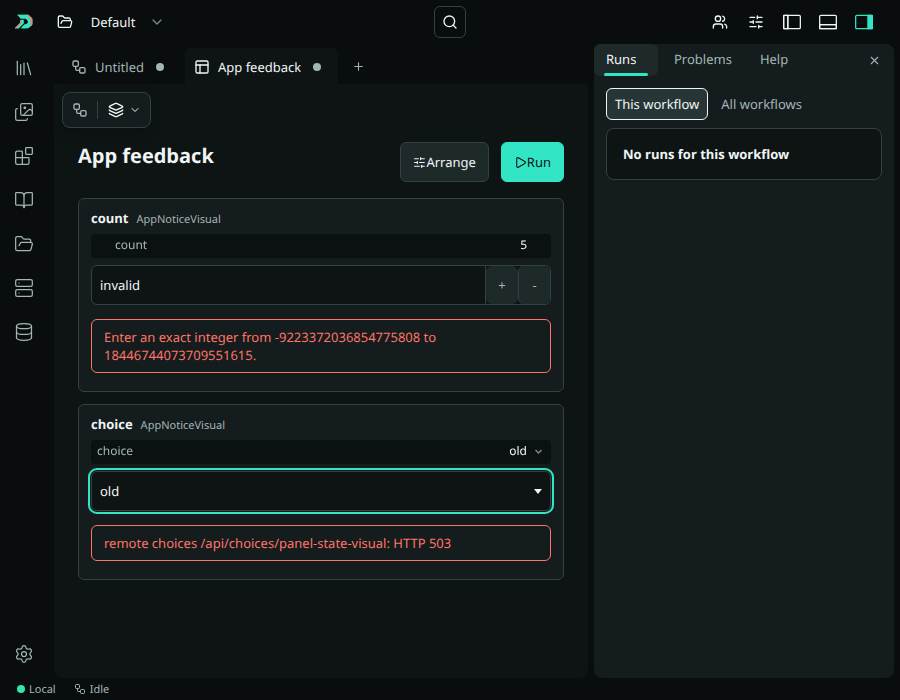 Default
Untitled
App feedback
Runs
Problems
Help
This workflow
All workflows
No runs for this workflow
App feedback
Arrange
Run
count AppNoticeVisual
count 5
invalid
+ -
Enter an exact integer from -9223372036854775808 to
18446744073709551615.
choice AppNoticeVisual
choice old
old
remote choices /api/choices/panel-state-visual: HTTP 503
Local
Idle